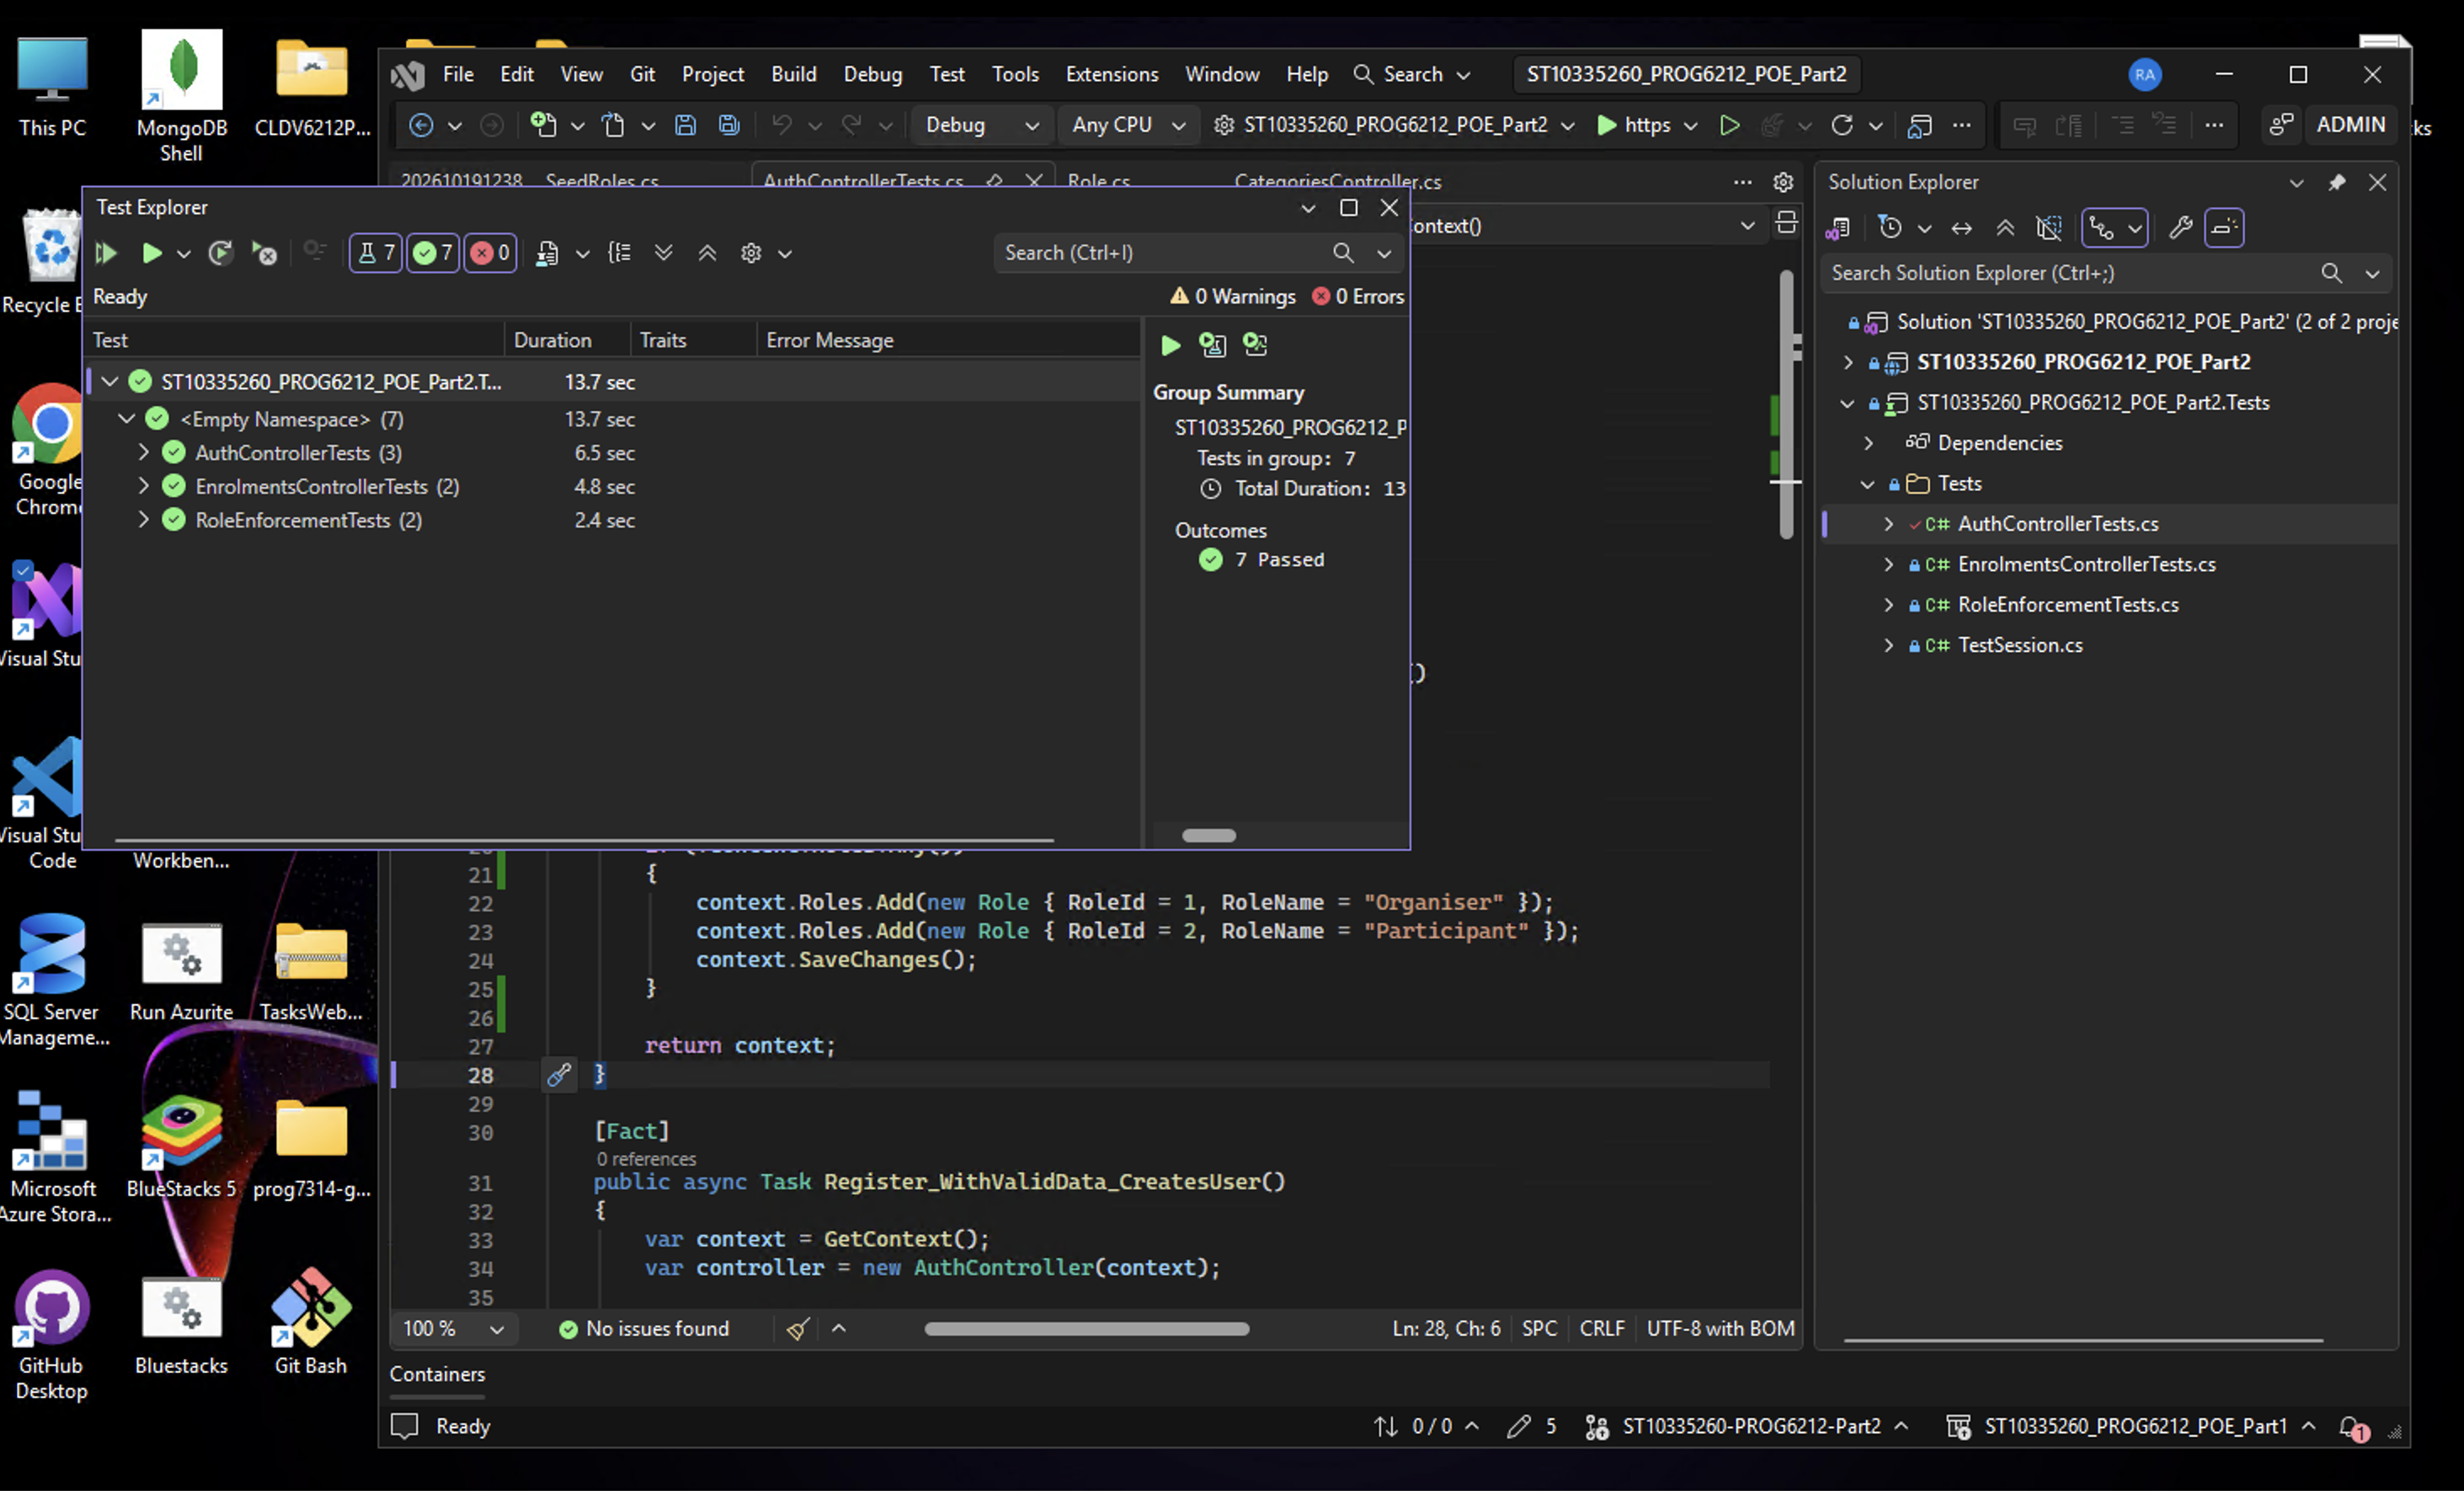 This PC
MongoDB
Shell
CLDV6212P...
Recycle
Google
Chrome
Visual Stu
Visual Stu
Code
Workben...
SQL Server
Manageme...
Run Azurite
TasksWeb...
Microsoft
Azure Stora...
BlueStacks 5
prog7314-g...
GitHub
Desktop
Bluestacks
Git Bash
File Edit View Git Project Build Debug Test Tools Extensions Window Help Search ST10335260_PROG6212_POE_Part2 RA
Debug Any CPU ST10335260_PROG6212_POE_Part2 https ADMIN
202610191238 SeedRoles.cs AuthControllerTests.cs Role.cs CategoriesController.cs
ontext()
Test Explorer
7 7 0 Search (Ctrl+I)
Ready 0 Warnings 0 Errors
Test Duration Traits Error Message
ST10335260_PROG6212_POE_Part2.T... 13.7 sec
<Empty Namespace> (7) 13.7 sec
AuthControllerTests (3) 6.5 sec
EnrolmentsControllerTests (2) 4.8 sec
RoleEnforcementTests (2) 2.4 sec
Group Summary
ST10335260_PROG6212_P
Tests in group: 7
Total Duration: 13
Outcomes
7 Passed
()
21 {
22 context.Roles.Add(new Role { RoleId = 1, RoleName = "Organiser" });
23 context.Roles.Add(new Role { RoleId = 2, RoleName = "Participant" });
24 context.SaveChanges();
25 }
26
27 return context;
28 }
29
30 [Fact]
0 references
31 public async Task Register_WithValidData_CreatesUser()
32 {
33 var context = GetContext();
34 var controller = new AuthController(context);
35
100 % No issues found Ln: 28, Ch: 6 SPC CRLF UTF-8 with BOM
Containers
Ready 0 / 0 5 ST10335260-PROG6212-Part2 ST10335260_PROG6212_POE_Part1 1
Solution Explorer
Search Solution Explorer (Ctrl+;)
Solution 'ST10335260_PROG6212_POE_Part2' (2 of 2 proje
ST10335260_PROG6212_POE_Part2
ST10335260_PROG6212_POE_Part2.Tests
Dependencies
Tests
C# AuthControllerTests.cs
C# EnrolmentsControllerTests.cs
C# RoleEnforcementTests.cs
C# TestSession.cs
cks